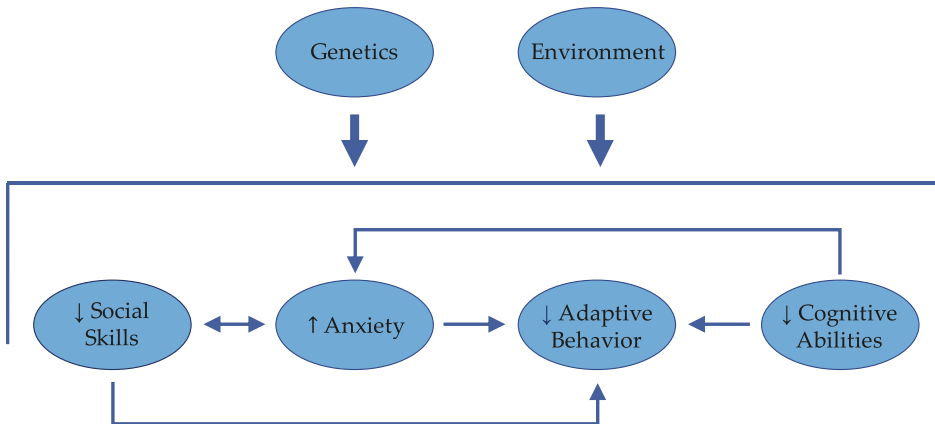 Genetics
Environment
↓ Social
Skills
↑ Anxiety
↓ Adaptive
Behavior
↓ Cognitive
Abilities